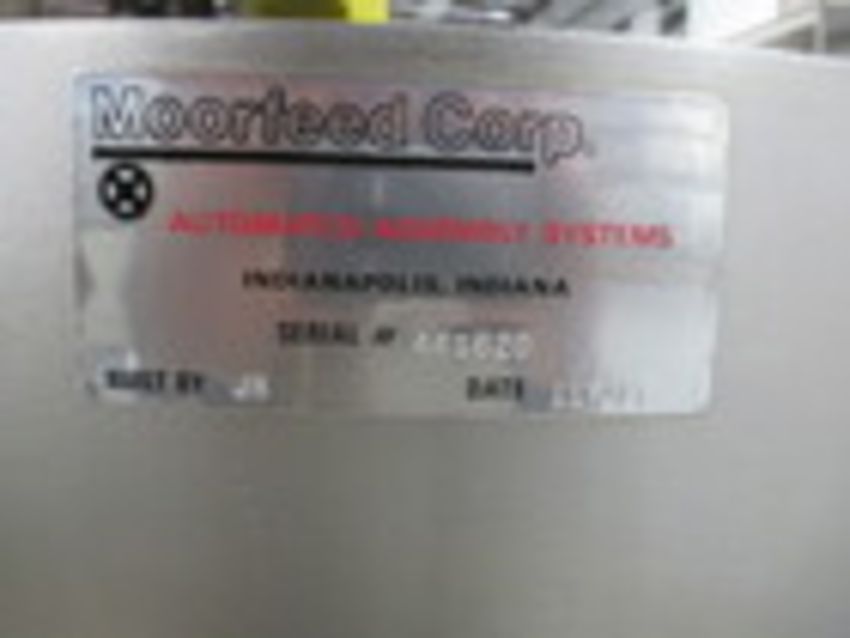 Moorfeed Corp.
AUTOMATED ASSEMBLY SYSTEMS
INDIANAPOLIS, INDIANA
SERIAL #
BUILT BY
DATE